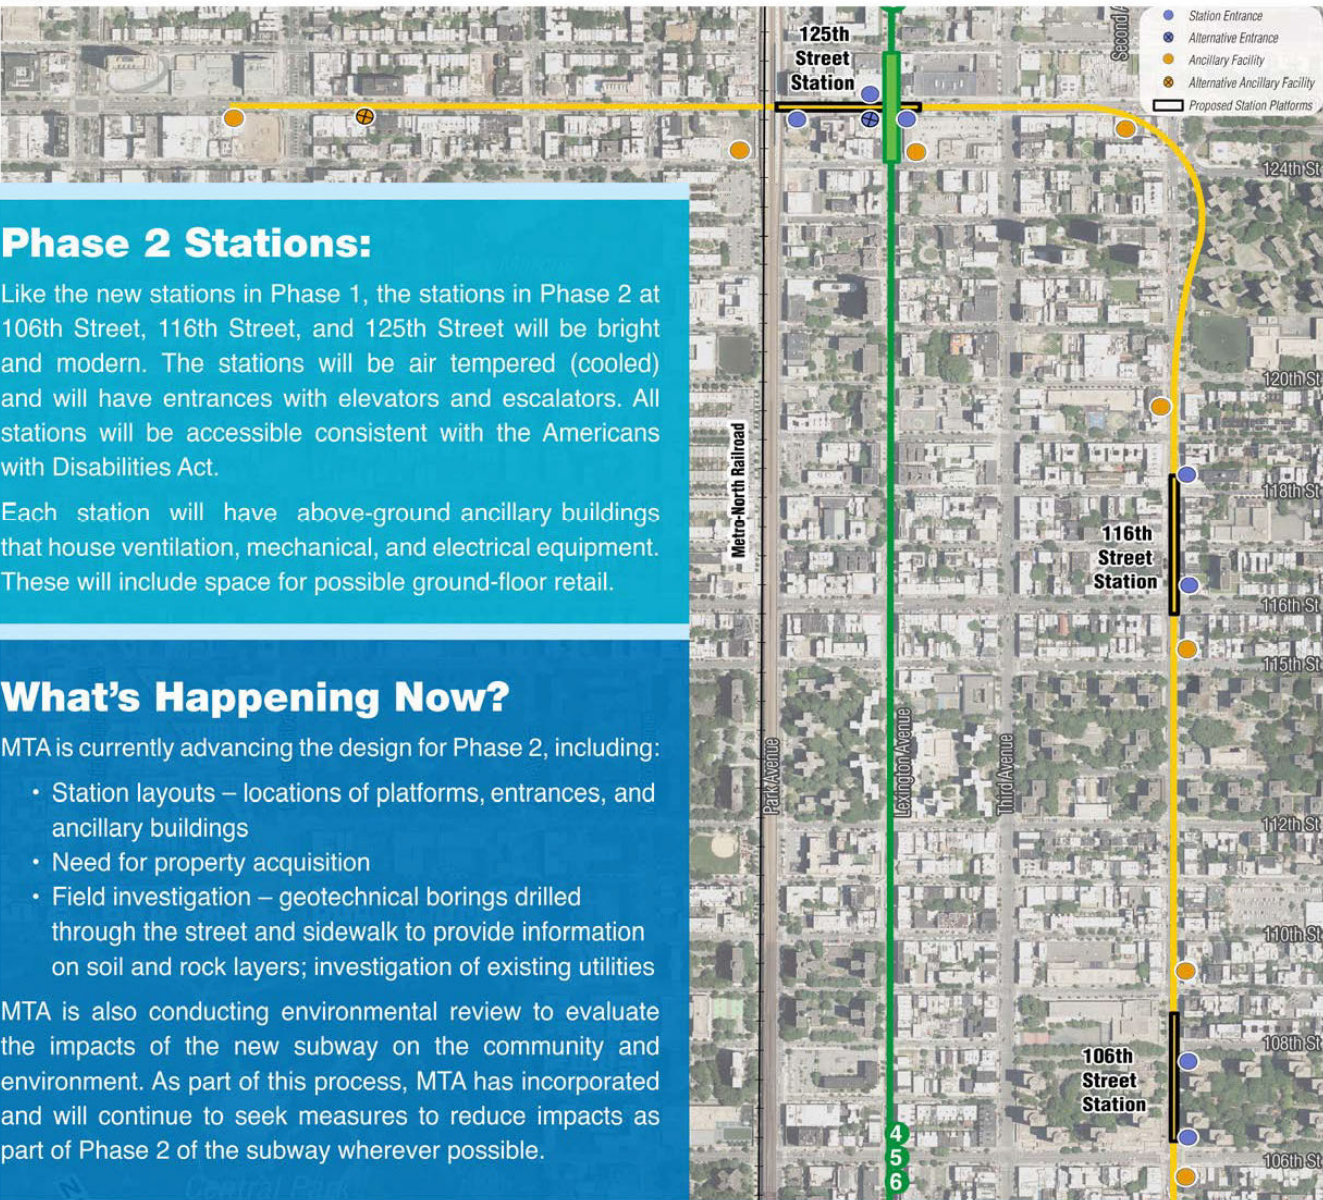 125th
Street
Station
Second A
Station Entrance
Alternative Entrance
Ancillary Facility
Alternative Ancillary Facility
Proposed Station Platforms
124th St
Phase 2 Stations:
Like the new stations in Phase 1, the stations in Phase 2 at
106th Street, 116th Street, and 125th Street will be bright
and modern. The stations will be air tempered (cooled)
and will have entrances with elevators and escalators. All
stations will be accessible consistent with the Americans
with Disabilities Act.
Each station will have above-ground ancillary buildings
that house ventilation, mechanical, and electrical equipment.
These will include space for possible ground-floor retail.
120th St
Metro-North Railroad
118th St
116th
Street
Station
116th St
115th St
What's Happening Now?
MTA is currently advancing the design for Phase 2, including:
• Station layouts – locations of platforms, entrances, and
ancillary buildings
• Need for property acquisition
• Field investigation – geotechnical borings drilled
through the street and sidewalk to provide information
on soil and rock layers; investigation of existing utilities
MTA is also conducting environmental review to evaluate
the impacts of the new subway on the community and
environment. As part of this process, MTA has incorporated
and will continue to seek measures to reduce impacts as
part of Phase 2 of the subway wherever possible.
Park Avenue
Lexington Avenue
Third Avenue
112th St
110th St
108th St
106th
Street
Station
4
5
6
106th St
Central Park
N